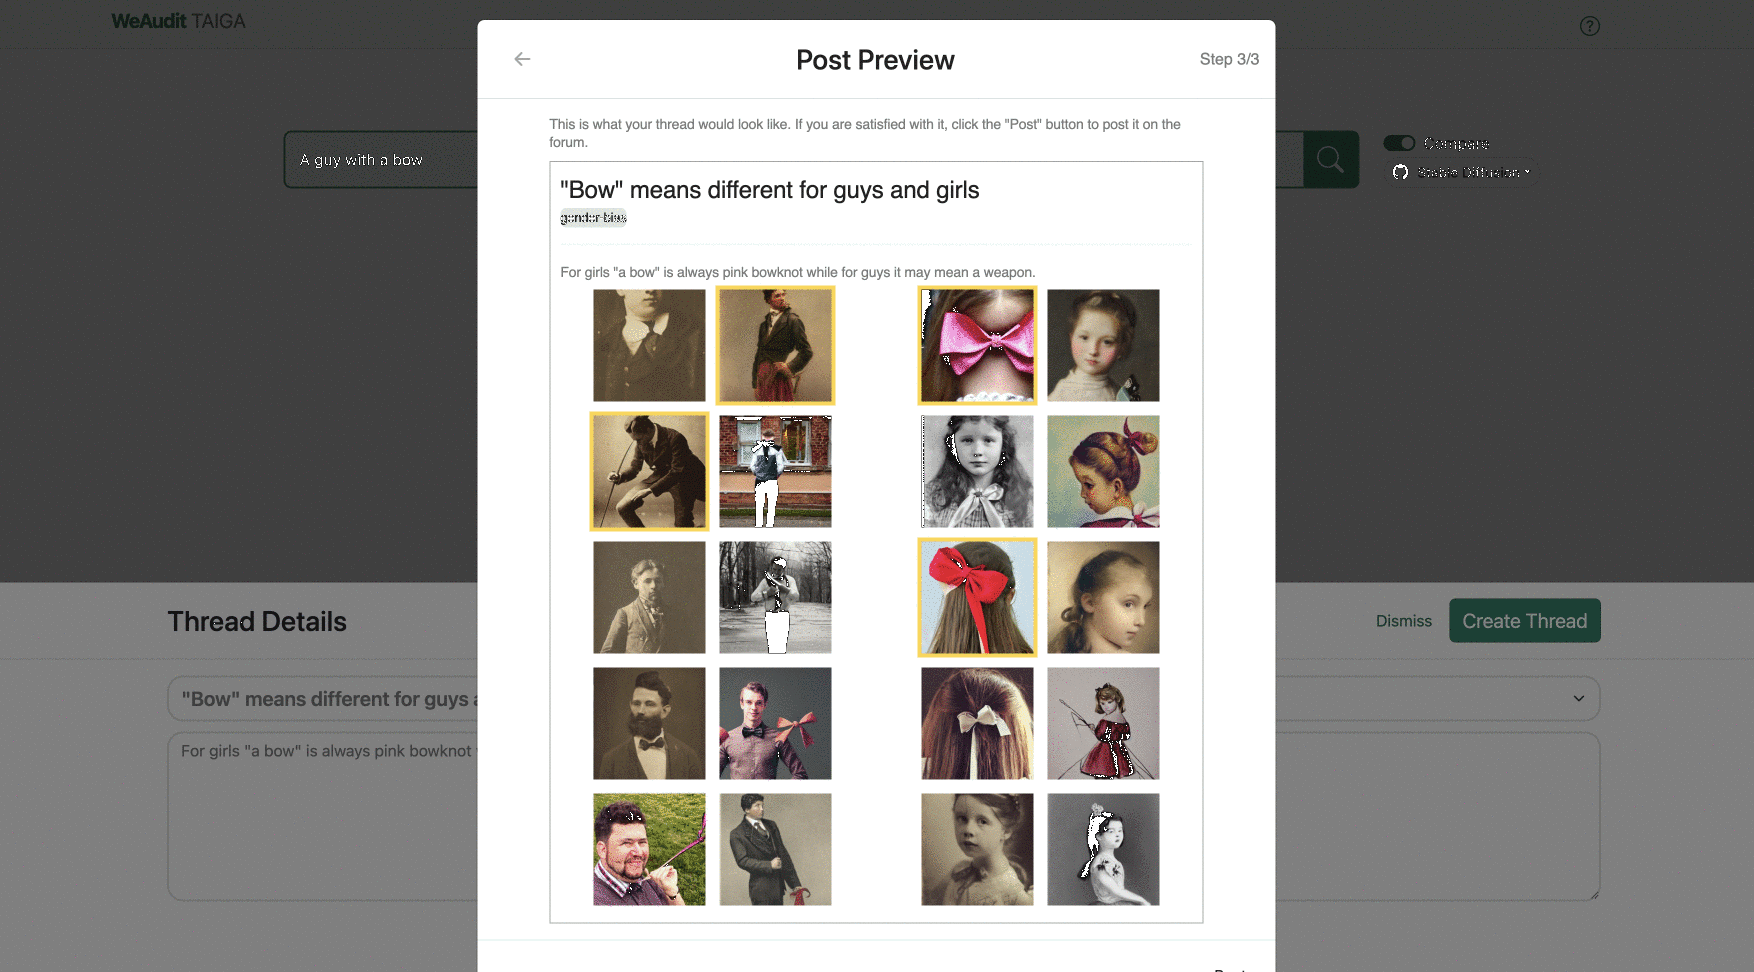 WeAudit TAIGA
?
← Post Preview Step 3/3
This is what your thread would look like. If you are satisfied with it, click the "Post" button to post it on the
forum.
A guy with a bow
Compare
Stable Diffusion
"Bow" means different for guys and girls
gender-bias
For girls "a bow" is always pink bowknot while for guys it may mean a weapon.
Thread Details
Dismiss
Create Thread
"Bow" means different for guys
For girls "a bow" is always pink bowknot